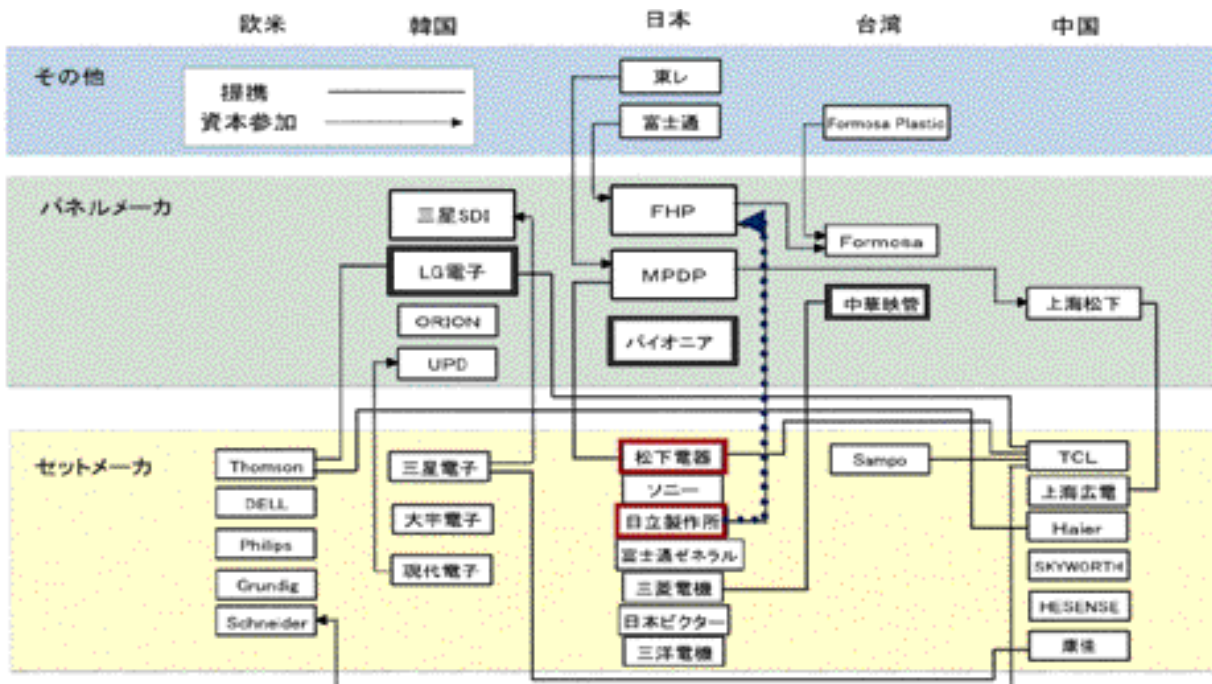 欧米 韓国 日本 台湾 中国
その他
提携
資本参加
東レ
富士通
Formosa Plastic
パネルメーカ
三星SDI
LG電子
ORION
UPD
FHP
MPDP
パイオニア
Formosa
中華映管
上海松下
セットメーカ
Thomson
DELL
Philips
Grundig
Schneider
三星電子
大宇電子
現代電子
松下電器
ソニー
日立製作所
富士通ゼネラル
三菱電機
日本ビクター
三洋電機
Sampo
TCL
上海広電
Haier
SKYWORTH
HESENSE
康佳